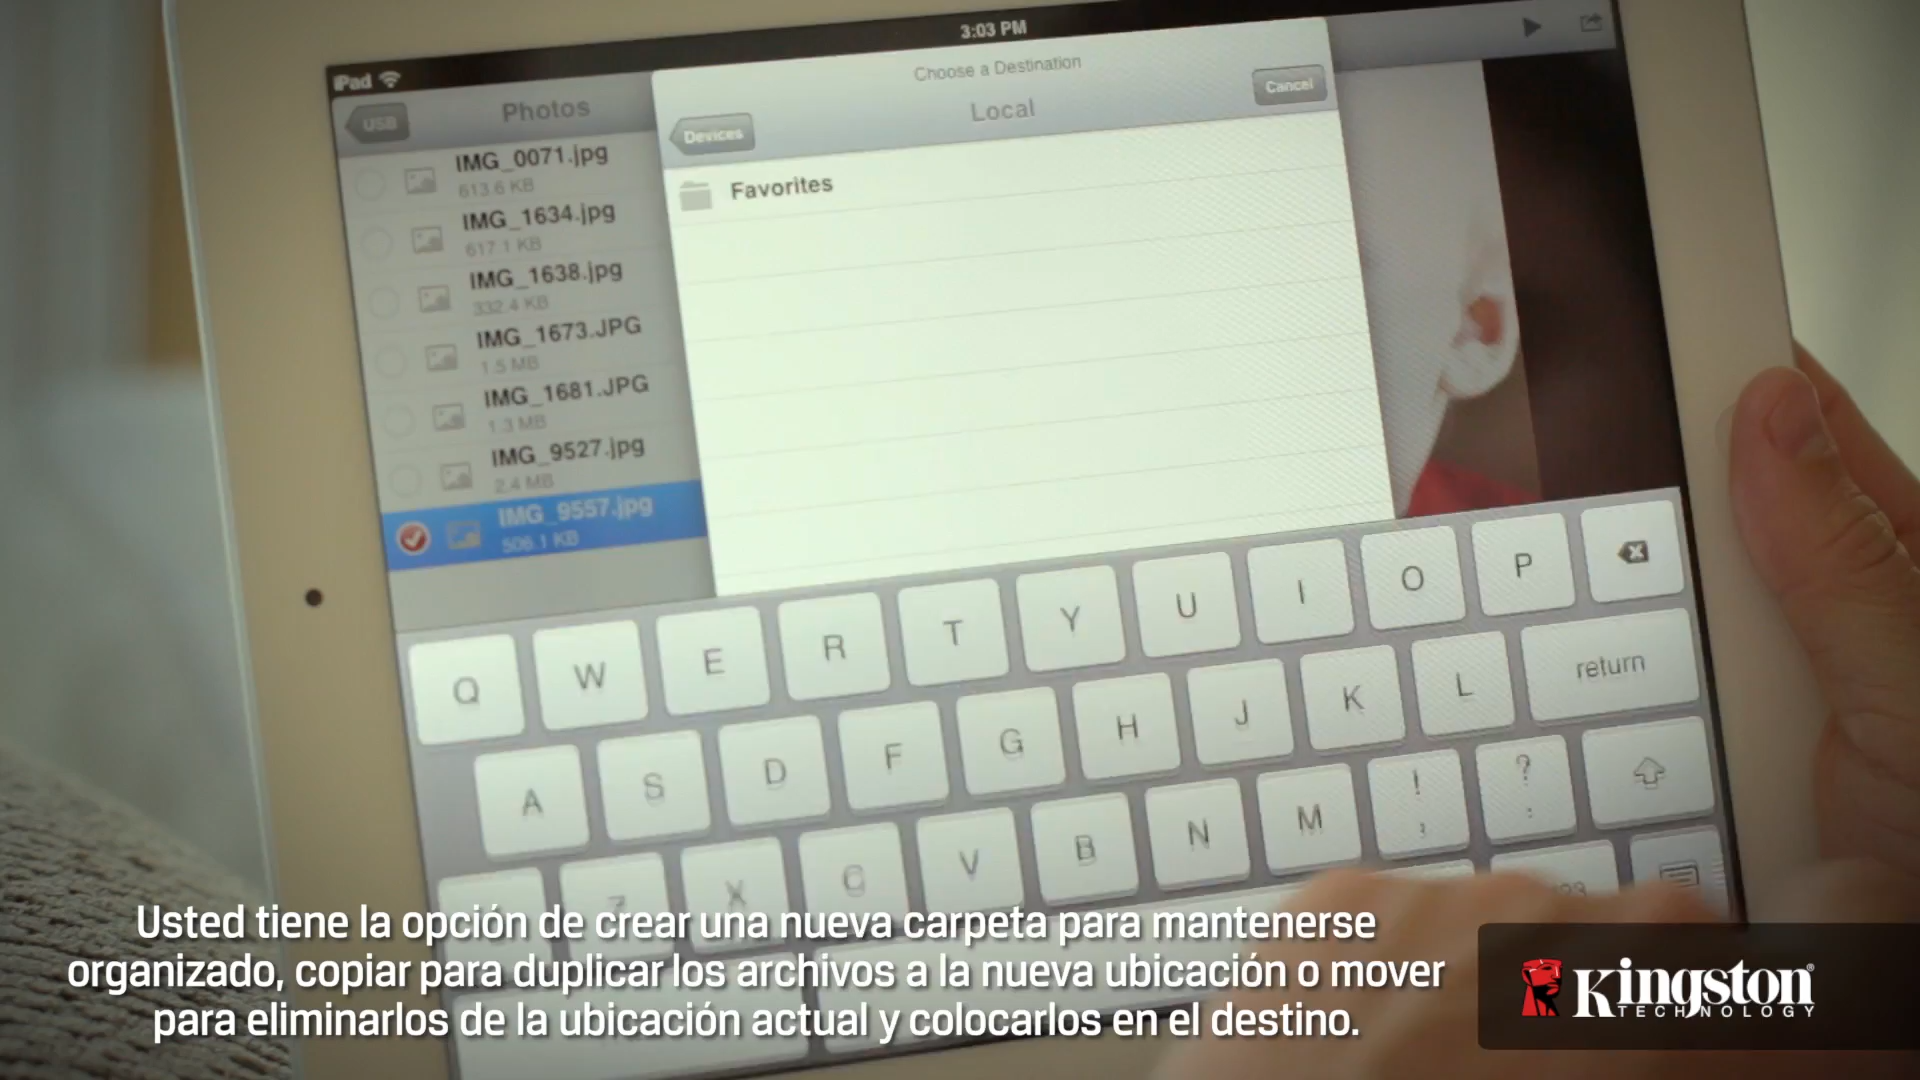 3:03 PM
iPad
Choose a Destination
USB
Photos
Devices
Local
Cancel
IMG_0071.jpg
613.6 KB
IMG_1634.jpg
617.1 KB
IMG_1638.jpg
332.4 KB
IMG_1673.JPG
1.5 MB
IMG_1681.JPG
1.3 MB
IMG_9527.jpg
2.4 MB
IMG_9557.jpg
506.1 KB
Favorites
Q W E R T Y U I O P
A S D F G H J K L return
Z X C V B N M ! , ? .
Usted tiene la opción de crear una nueva carpeta para mantenerse
organizado, copiar para duplicar los archivos a la nueva ubicación o mover
para eliminarlos de la ubicación actual y colocarlos en el destino.
Kingston®
TECHNOLOGY